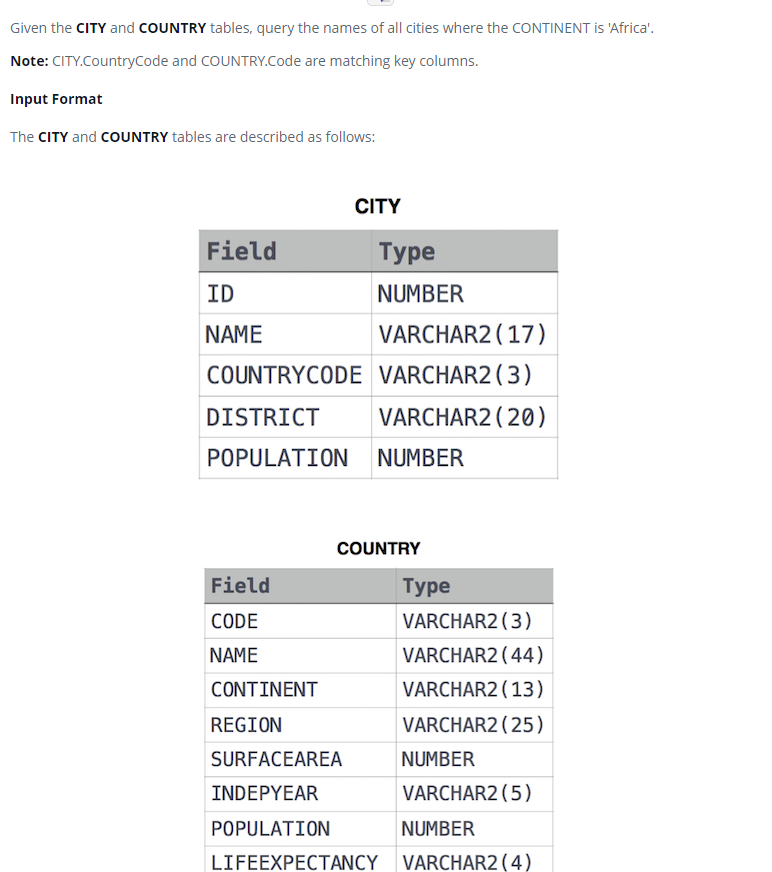 Given the CITY and COUNTRY tables, query the names of all cities where the CONTINENT is 'Africa'.
Note: CITY.CountryCode and COUNTRY.Code are matching key columns.
Input Format
The CITY and COUNTRY tables are described as follows:
CITY
Field Type
ID NUMBER
NAME VARCHAR2(17)
COUNTRYCODE VARCHAR2(3)
DISTRICT VARCHAR2(20)
POPULATION NUMBER
COUNTRY
Field Type
CODE VARCHAR2(3)
NAME VARCHAR2(44)
CONTINENT VARCHAR2(13)
REGION VARCHAR2(25)
SURFACEAREA NUMBER
INDEPYEAR VARCHAR2(5)
POPULATION NUMBER
LIFEEXPECTANCY VARCHAR2(4)